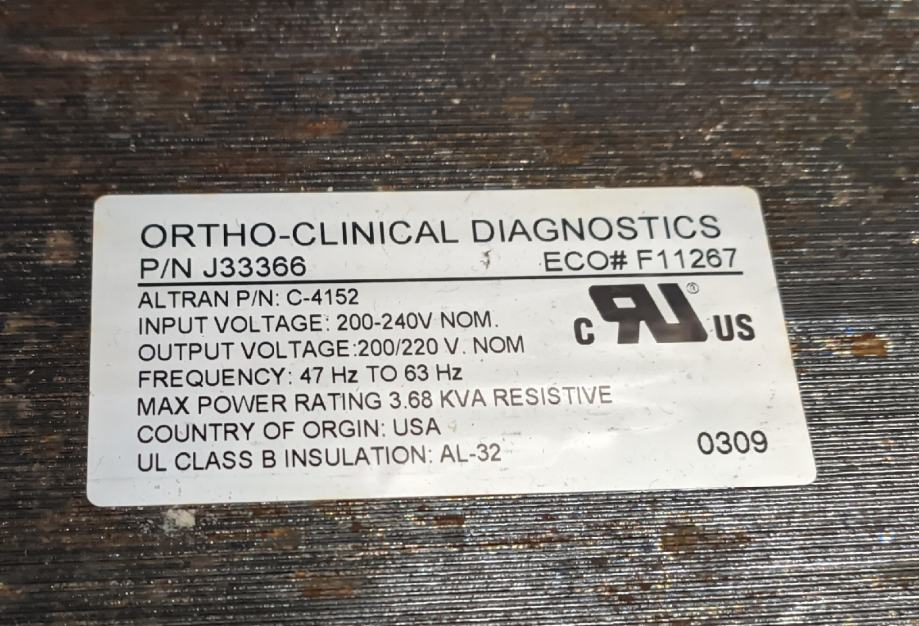 ORTHO-CLINICAL DIAGNOSTICS
P/N J33366 ECO# F11267
ALTRAN P/N: C-4152
INPUT VOLTAGE: 200-240V NOM.
OUTPUT VOLTAGE:200/220 V. NOM
FREQUENCY: 47 Hz TO 63 Hz
MAX POWER RATING 3.68 KVA RESISTIVE
COUNTRY OF ORGIN: USA
UL CLASS B INSULATION: AL-32
C RU ® US
0309